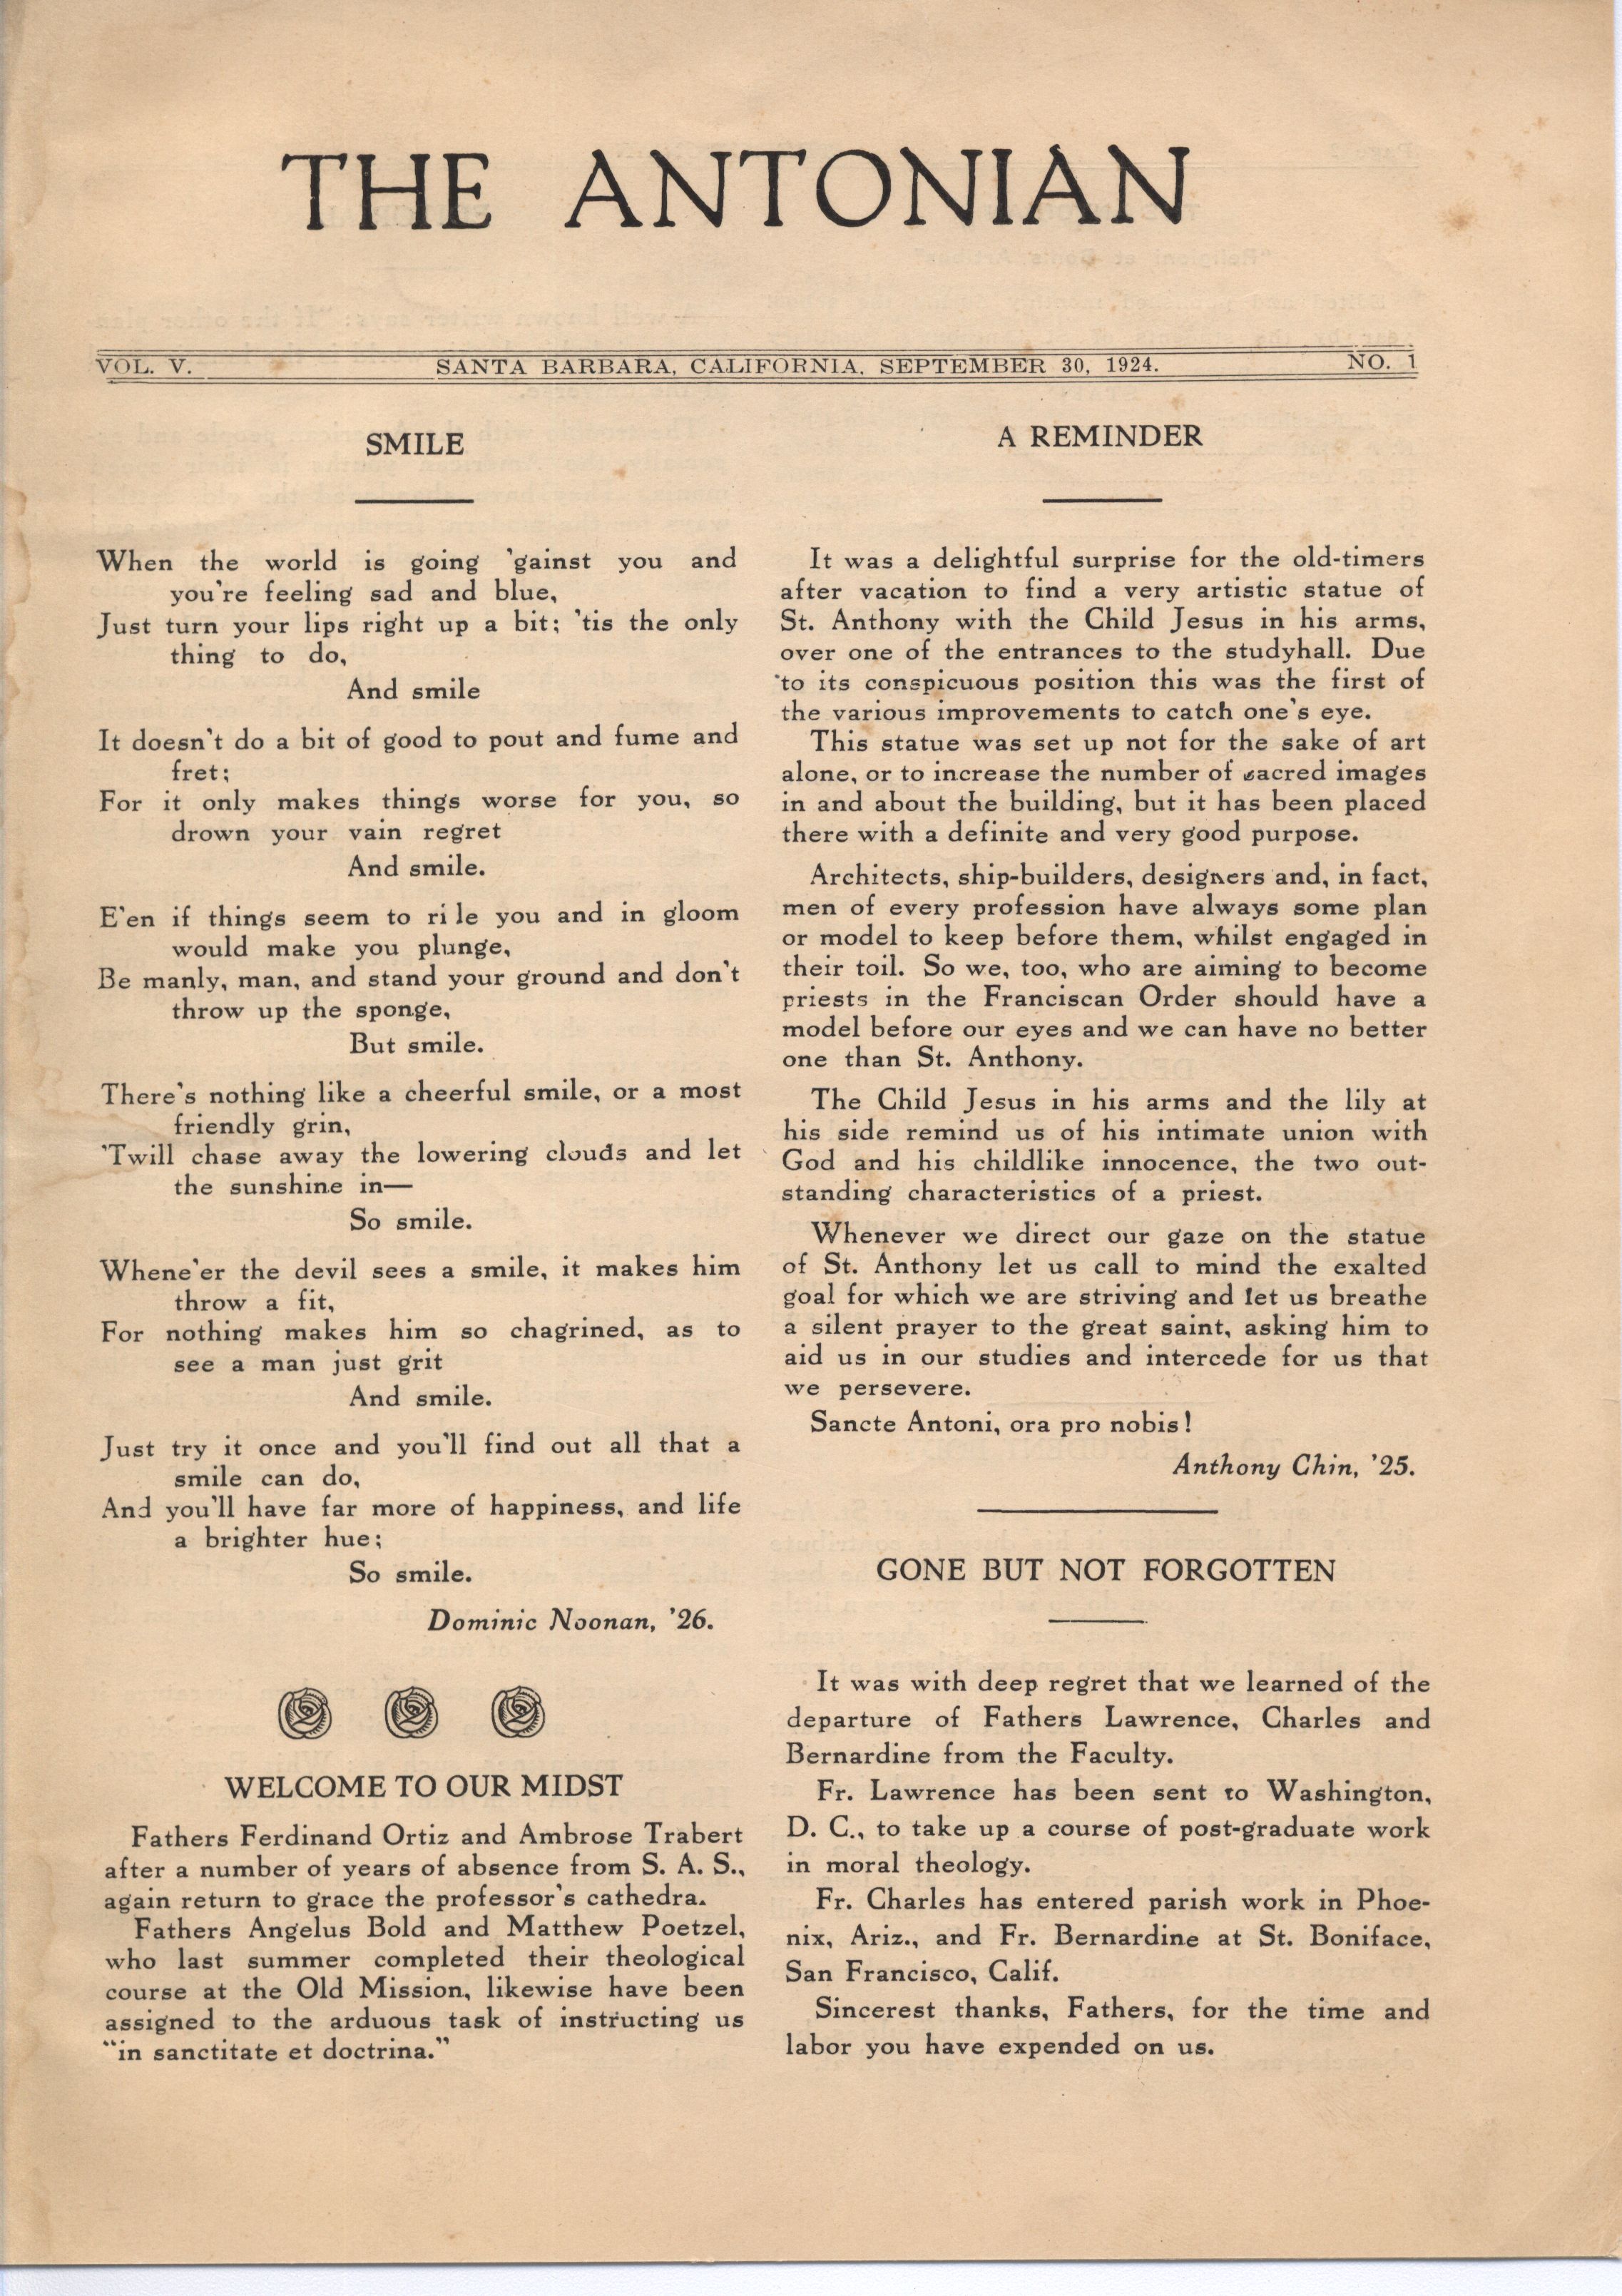 THE ANTONIAN
VOL. V.
SANTA BARBARA, CALIFORNIA, SEPTEMBER 30, 1924.
NO. 1
SMILE
When the world is going 'gainst you and
you're feeling sad and blue,
Just turn your lips right up a bit; 'tis the only
thing to do,
And smile
It doesn't do a bit of good to pout and fume and
fret;
For it only makes things worse for you, so
drown your vain regret
And smile.
E'en if things seem to rile you and in gloom
would make you plunge,
Be manly, man, and stand your ground and don't
throw up the sponge,
But smile.
There's nothing like a cheerful smile, or a most
friendly grin,
'Twill chase away the lowering clouds and let
the sunshine in—
So smile.
Whene'er the devil sees a smile, it makes him
throw a fit,
For nothing makes him so chagrined, as to
see a man just grit
And smile.
Just try it once and you'll find out all that a
smile can do,
And you'll have far more of happiness, and life
a brighter hue;
So smile.
Dominic Noonan, '26.
WELCOME TO OUR MIDST
Fathers Ferdinand Ortiz and Ambrose Trabert
after a number of years of absence from S. A. S.,
again return to grace the professor's cathedra.
Fathers Angelus Bold and Matthew Poetzel,
who last summer completed their theological
course at the Old Mission, likewise have been
assigned to the arduous task of instructing us
"in sanctitate et doctrina."
A REMINDER
It was a delightful surprise for the old-timers
after vacation to find a very artistic statue of
St. Anthony with the Child Jesus in his arms,
over one of the entrances to the studyhall. Due
to its conspicuous position this was the first of
the various improvements to catch one's eye.
This statue was set up not for the sake of art
alone, or to increase the number of sacred images
in and about the building, but it has been placed
there with a definite and very good purpose.
Architects, ship-builders, designers and, in fact,
men of every profession have always some plan
or model to keep before them, whilst engaged in
their toil. So we, too, who are aiming to become
priests in the Franciscan Order should have a
model before our eyes and we can have no better
one than St. Anthony.
The Child Jesus in his arms and the lily at
his side remind us of his intimate union with
God and his childlike innocence, the two out-
standing characteristics of a priest.
Whenever we direct our gaze on the statue
of St. Anthony let us call to mind the exalted
goal for which we are striving and let us breathe
a silent prayer to the great saint, asking him to
aid us in our studies and intercede for us that
we persevere.
Sancte Antoni, ora pro nobis!
Anthony Chin, '25.
GONE BUT NOT FORGOTTEN
It was with deep regret that we learned of the
departure of Fathers Lawrence, Charles and
Bernardine from the Faculty.
Fr. Lawrence has been sent to Washington,
D. C., to take up a course of post-graduate work
in moral theology.
Fr. Charles has entered parish work in Phoe-
nix, Ariz., and Fr. Bernardine at St. Boniface,
San Francisco, Calif.
Sincerest thanks, Fathers, for the time and
labor you have expended on us.